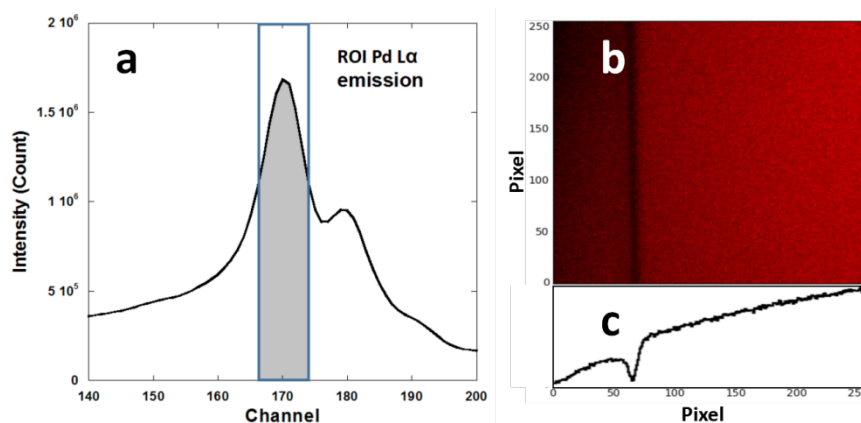 a
ROI Pd Lα
emission
2 10⁶
1.5 10⁶
1 10⁶
5 10⁵
0
Intensity (Count)
140 150 160 170 180 190 200
Channel
b
250
200
150
100
50
0
Pixel
c
0 50 100 150 200 250
Pixel